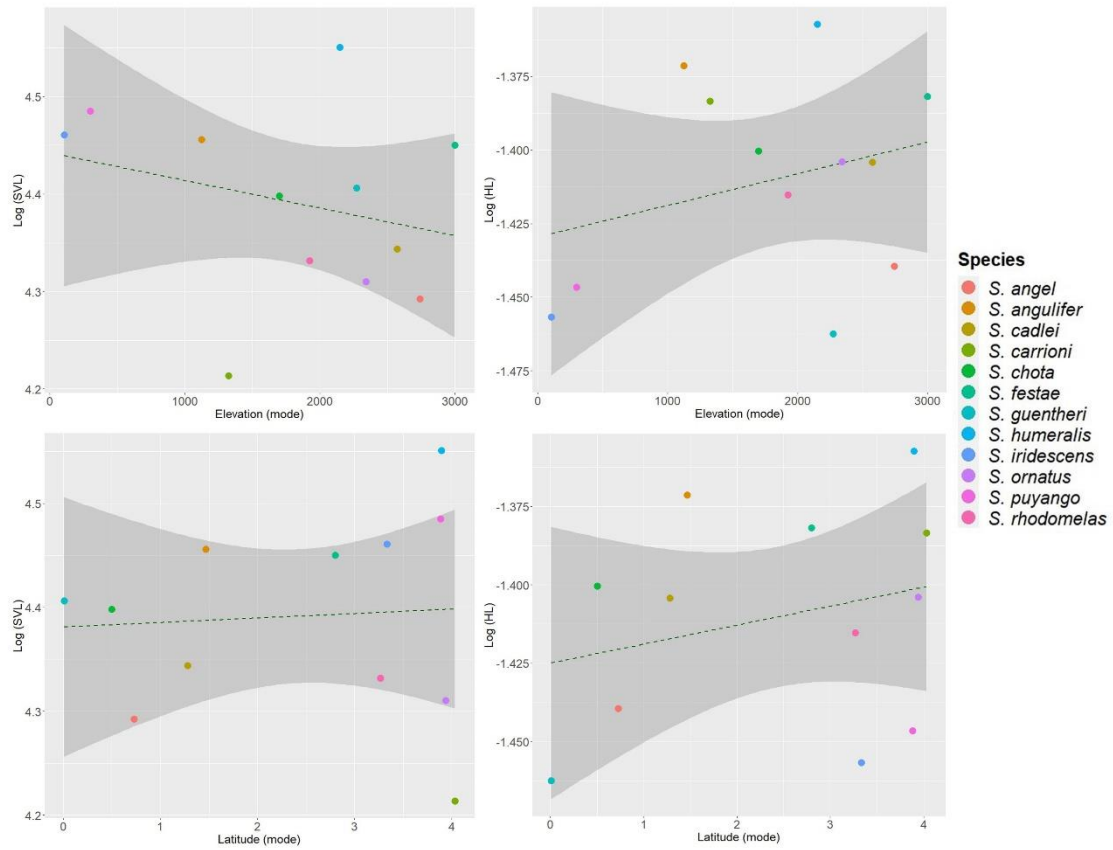 4.5
4.4
4.3
4.2
Log (SVL)
0
1000
2000
3000
Elevation (mode)
-1.375
-1.400
-1.425
-1.450
-1.475
Log (HL)
0
1000
2000
3000
Elevation (mode)
4.5
4.4
4.3
4.2
Log (SVL)
0
1
2
3
4
Latitude (mode)
-1.375
-1.400
-1.425
-1.450
Log (HL)
0
1
2
3
4
Latitude (mode)
Species
S. angel
S. angulifer
S. cadlei
S. carrioni
S. chota
S. festae
S. guentheri
S. humeralis
S. iridescens
S. ornatus
S. puyango
S. rhodomelas